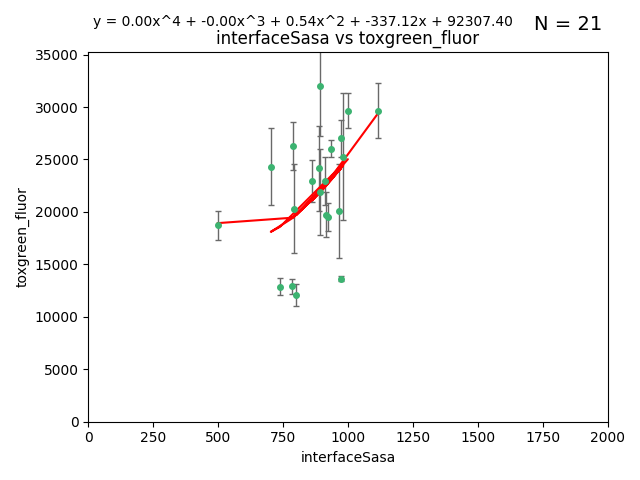 y = 0.00x^4 + -0.00x^3 + 0.54x^2 + -337.12x + 92307.40
N = 21
interfaceSasa vs toxgreen_fluor
35000
30000
25000
20000
15000
10000
5000
0
toxgreen_fluor
0 250 500 750 1000 1250 1500 1750 2000
interfaceSasa